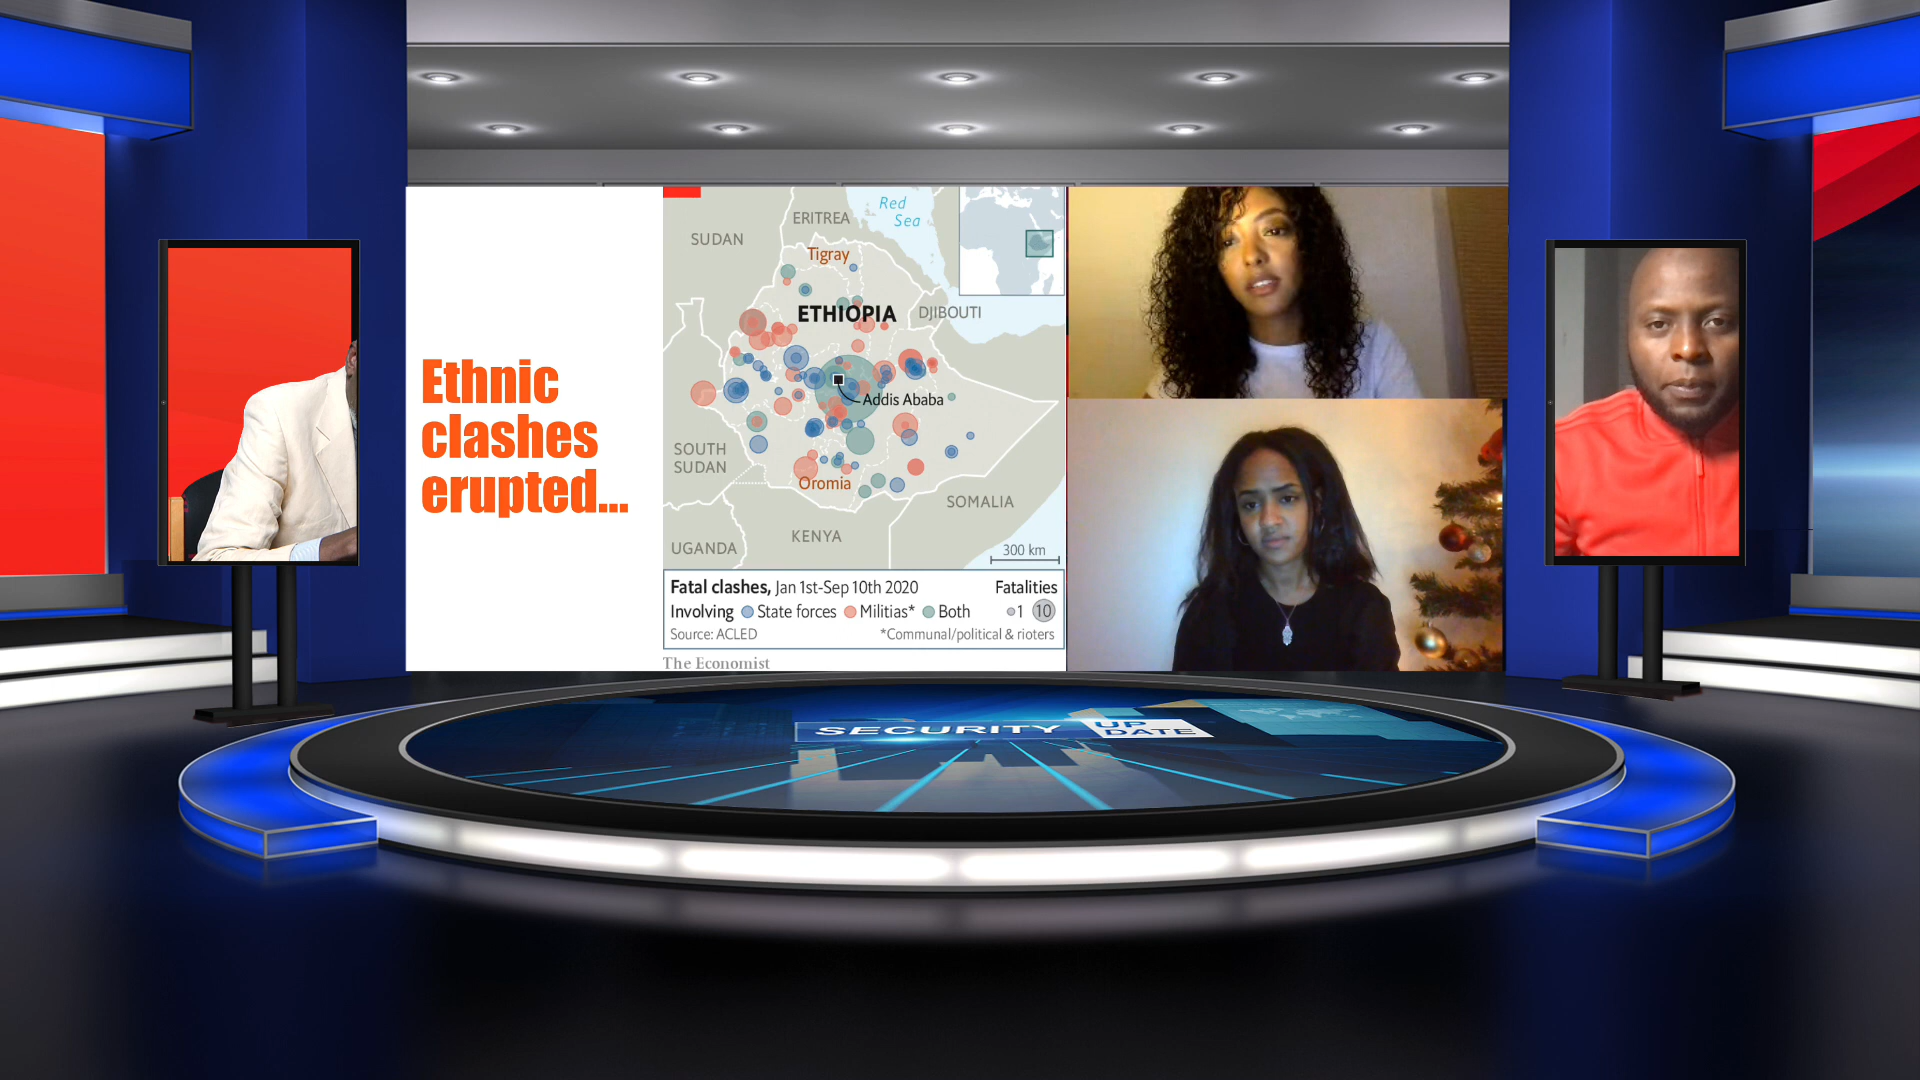 Ethnic
clashes
erupted...
SUDAN
ERITREA
Red
Sea
Tigray
ETHIOPIA
DJIBOUTI
Addis Ababa
SOUTH
SUDAN
Oromia
SOMALIA
UGANDA
KENYA
300 km
Fatal clashes, Jan 1st-Sep 10th 2020
Fatalities
Involving State forces Militias* Both 1 10
Source: ACLED
*Communal/political & rioters
The Economist
SECURITY UP
DATE